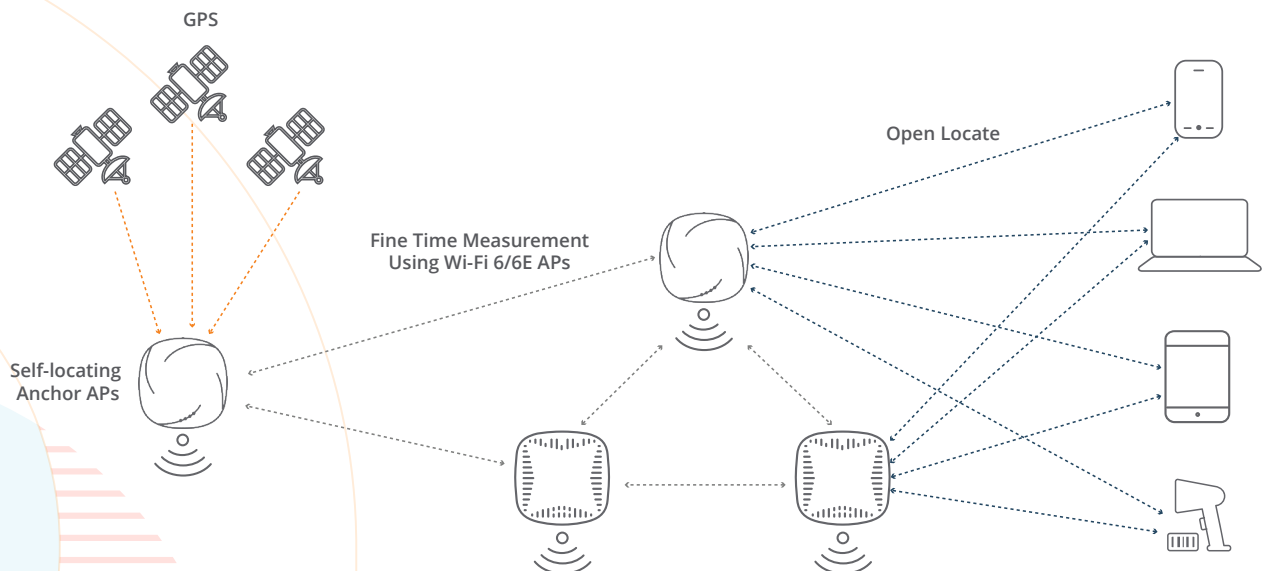 GPS
Open Locate
Fine Time Measurement
Using Wi-Fi 6/6E APs
Self-locating
Anchor APs